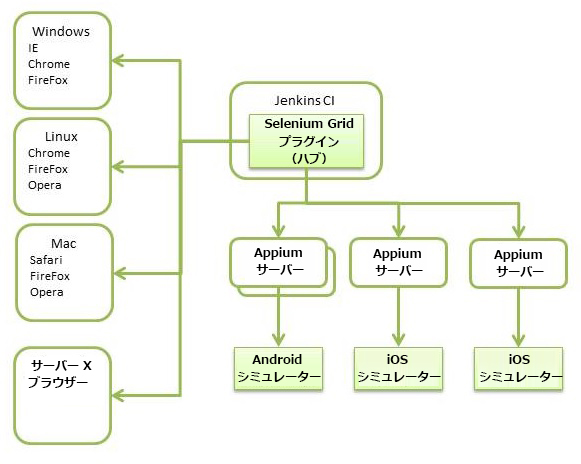 Windows
IE
Chrome
FireFox
Linux
Chrome
FireFox
Opera
Mac
Safari
FireFox
Opera
サーバー X
ブラウザー
Jenkins CI
Selenium Grid
プラグイン
（ハブ）
Appium
サーバー
Appium
サーバー
Appium
サーバー
Android
シミュレーター
iOS
シミュレーター
iOS
シミュレーター